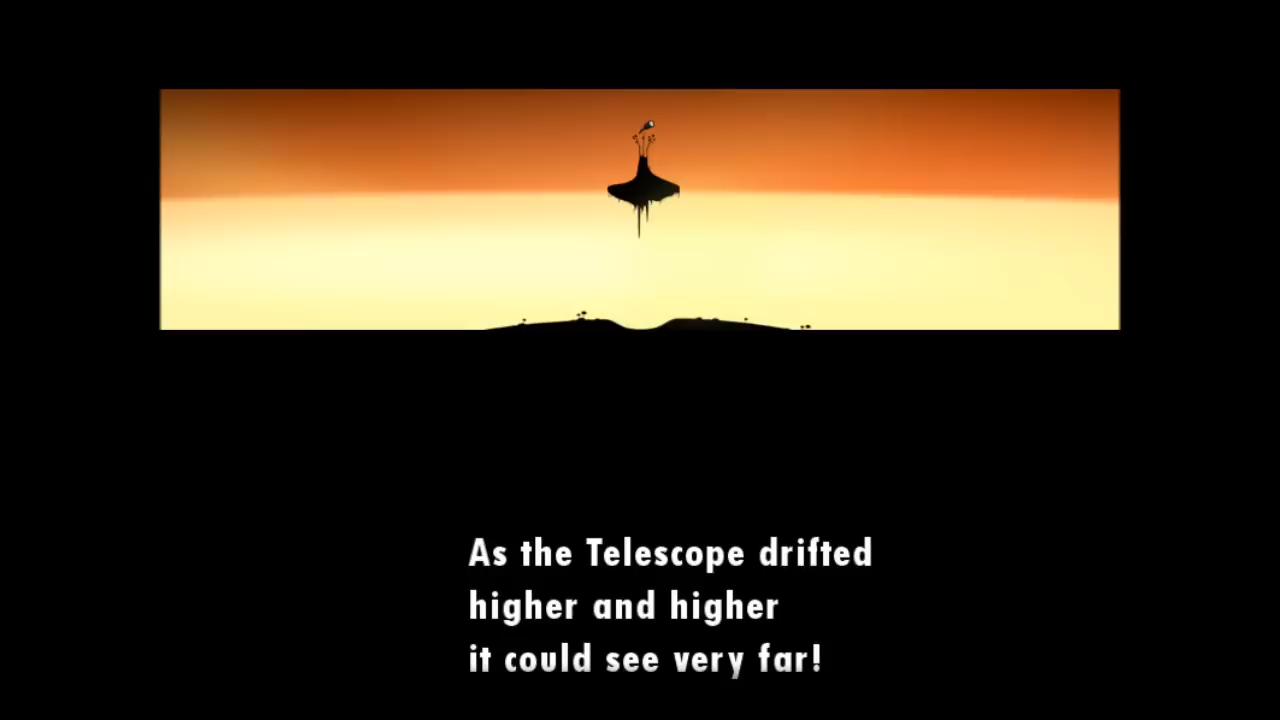 As the Telescope drifted
higher and higher
it could see very far!